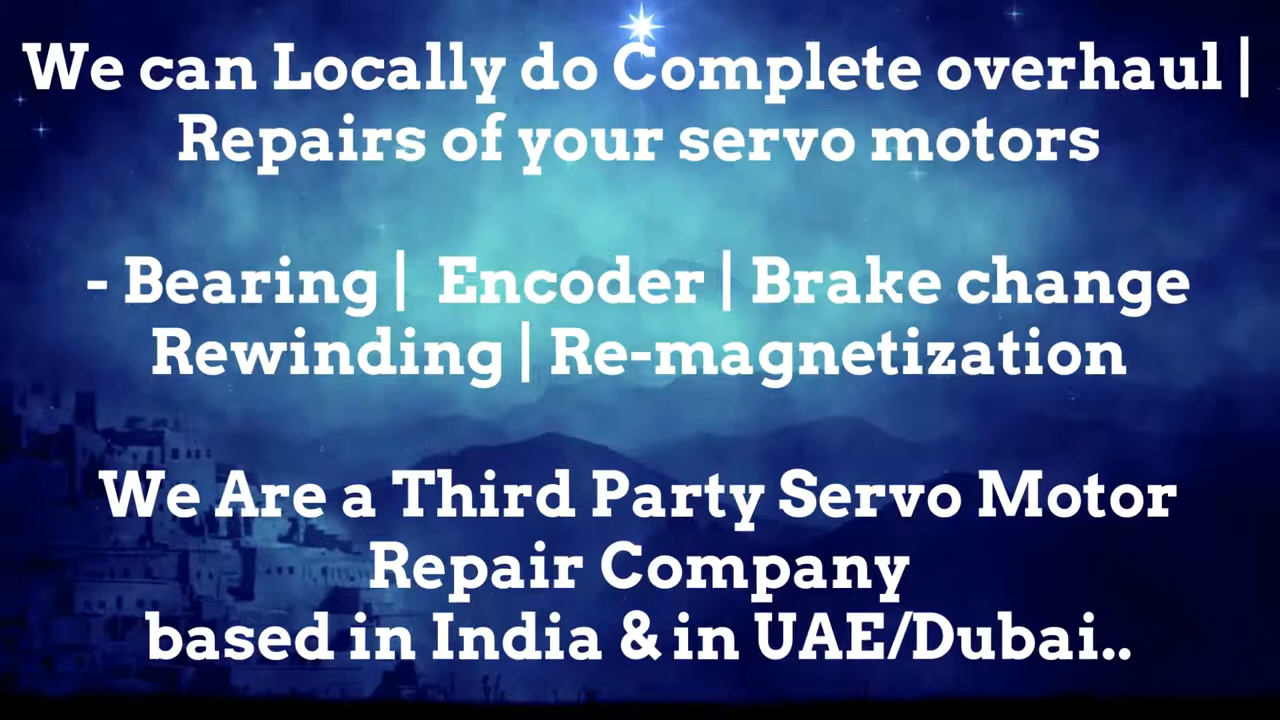 We can Locally do Complete overhaul |
Repairs of your servo motors
- Bearing | Encoder | Brake change
Rewinding | Re-magnetization
We Are a Third Party Servo Motor
Repair Company
based in India & in UAE/Dubai..